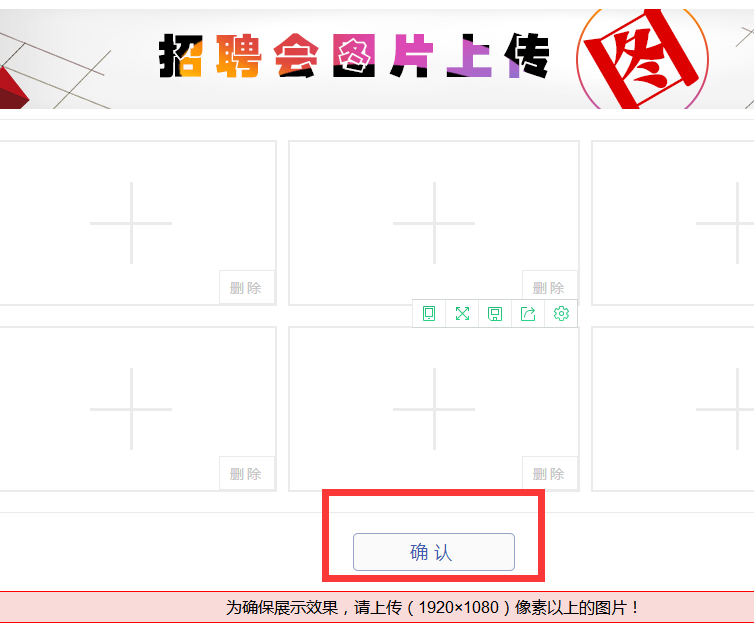 招聘会图片上传
图
删除 删除
删除 删除
确认
为确保展示效果，请上传（1920×1080）像素以上的图片！